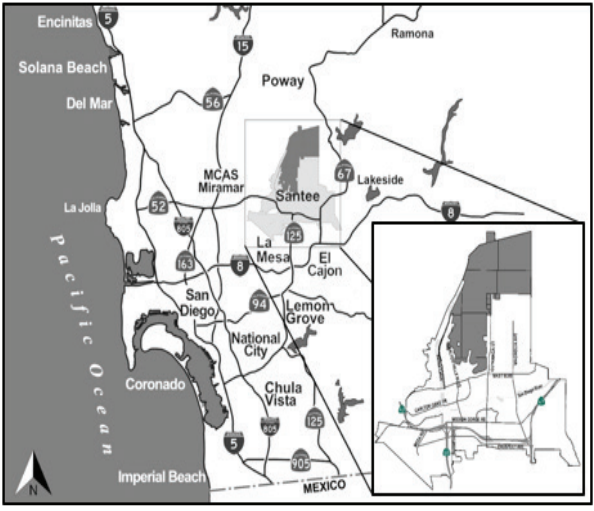 Encinitas
5
15
Ramona
Solana Beach
Poway
Del Mar
56
MCAS
Miramar
67
Lakeside
Santee
La Jolla
52
805
125
8
La
Mesa
El
Cajon
163
8
San
Diego
94
Lemon
Grove
National
City
Pacific Ocean
Coronado
Chula
Vista
805
125
5
905
Imperial Beach
MEXICO
N